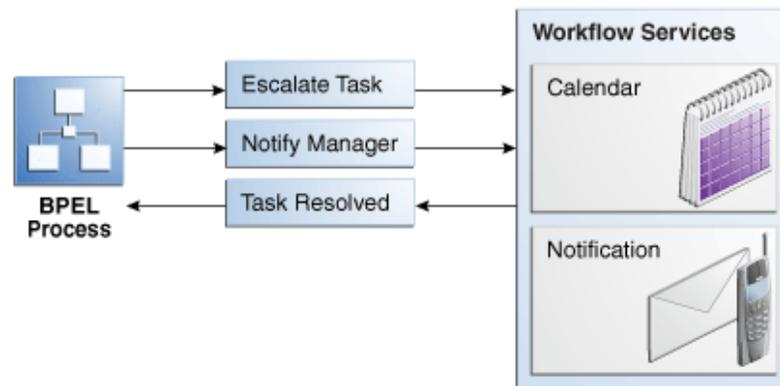 Workflow Services
Escalate Task
Calendar
Notify Manager
Task Resolved
BPEL
Process
Notification